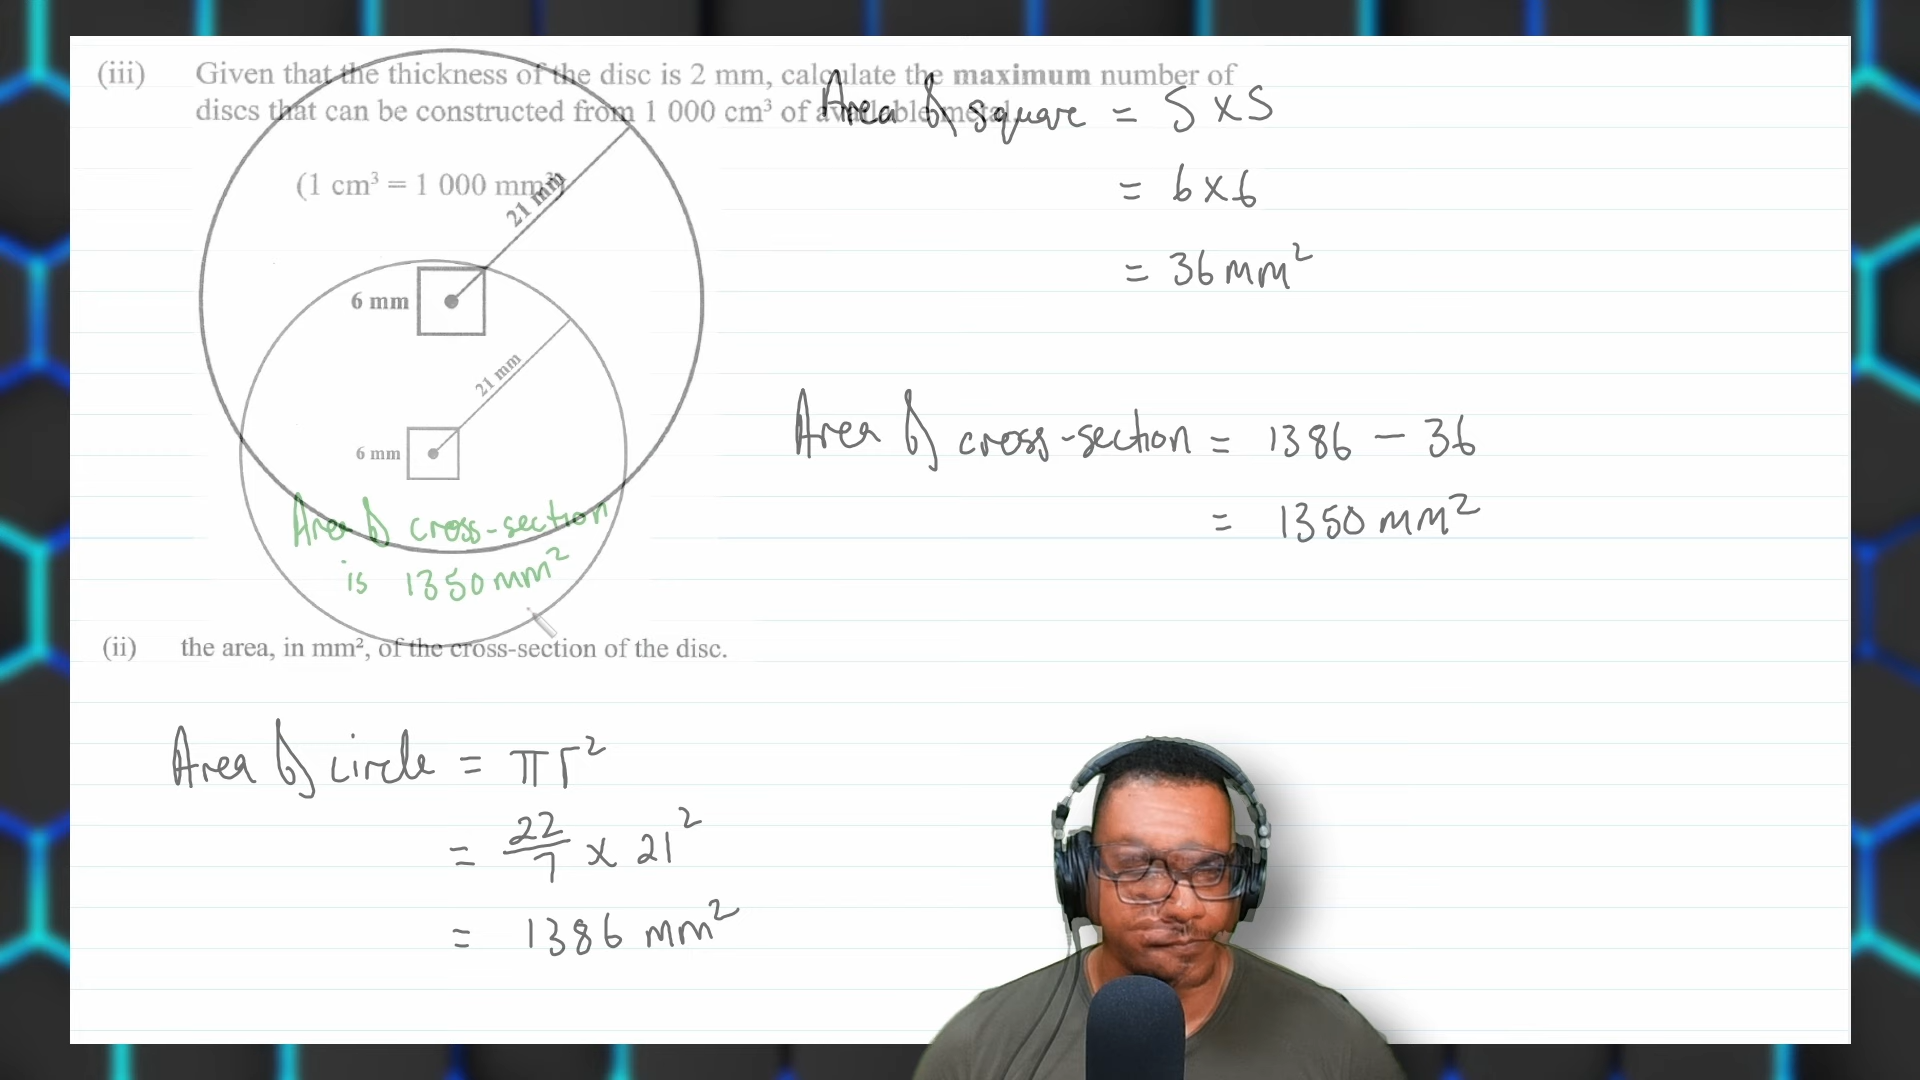 (iii) Given that the thickness of the disc is 2 mm, calculate the maximum number of
discs that can be constructed from 1 000 cm³ of available metal.
(1 cm³ = 1 000 mm³)
21 mm
6 mm
21 mm
6 mm
Area of cross-section
is 1350 mm²
(ii) the area, in mm², of the cross-section of the disc.
Area of circle = πr²
= 22/7 x 21²
= 1386 mm²
Area of square = S x S
= 6 x 6
= 36 mm²
Area of cross-section = 1386 - 36
= 1350 mm²